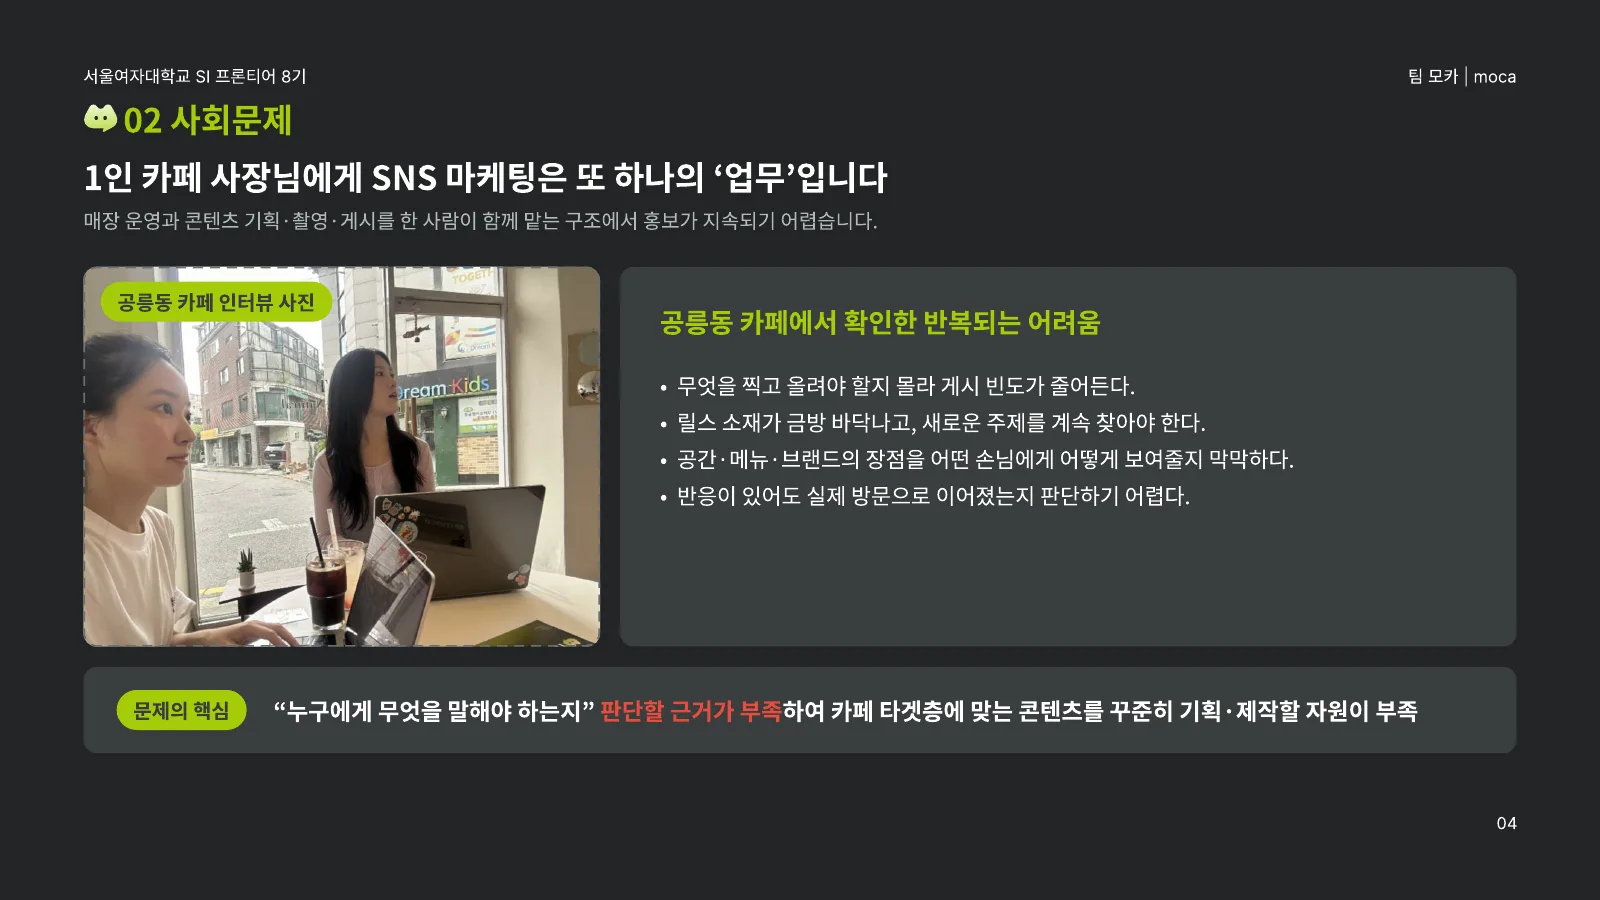 서울여자대학교 SI 프론티어 8기
팀 모카 | moca
02 사회문제
1인 카페 사장님에게 SNS 마케팅은 또 하나의 ‘업무’입니다
매장 운영과 콘텐츠 기획·촬영·게시를 한 사람이 함께 맡는 구조에서 홍보가 지속되기 어렵습니다.
공릉동 카페 인터뷰 사진
TOGETH
Dream Kids
공릉동 카페에서 확인한 반복되는 어려움
• 무엇을 찍고 올려야 할지 몰라 게시 빈도가 줄어든다.
• 릴스 소재가 금방 바닥나고, 새로운 주제를 계속 찾아야 한다.
• 공간·메뉴·브랜드의 장점을 어떤 손님에게 어떻게 보여줄지 막막하다.
• 반응이 있어도 실제 방문으로 이어졌는지 판단하기 어렵다.
문제의 핵심
“누구에게 무엇을 말해야 하는지” 판단할 근거가 부족하여 카페 타겟층에 맞는 콘텐츠를 꾸준히 기획·제작할 자원이 부족
04